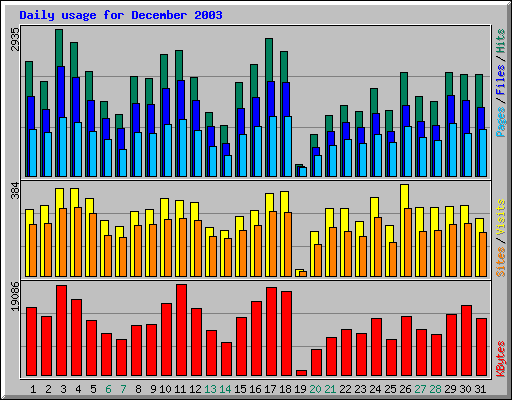 Daily usage for December 2003
2935
Pages / Files / Hits
384
Sites / Visits
19086
KBytes
1 2 3 4 5 6 7 8 9 10 11 12 13 14 15 16 17 18 19 20 21 22 23 24 25 26 27 28 29 30 31